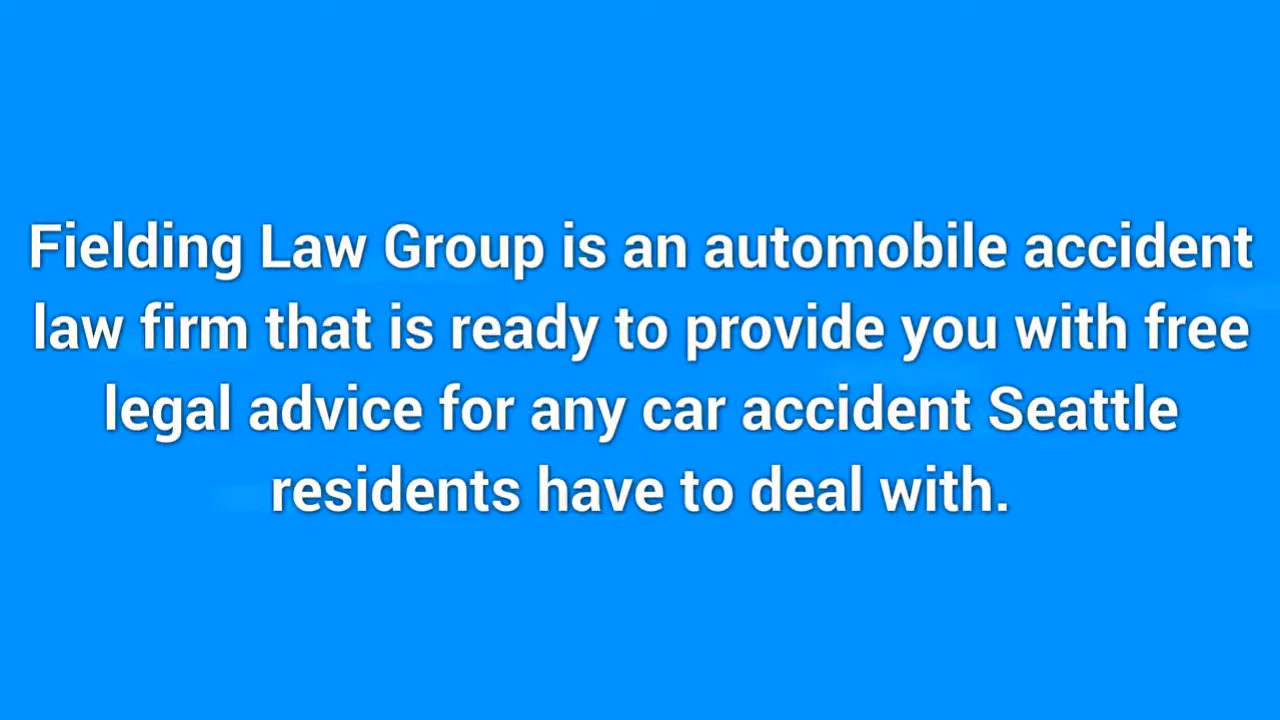 Fielding Law Group is an automobile accident
law firm that is ready to provide you with free
legal advice for any car accident Seattle
residents have to deal with.